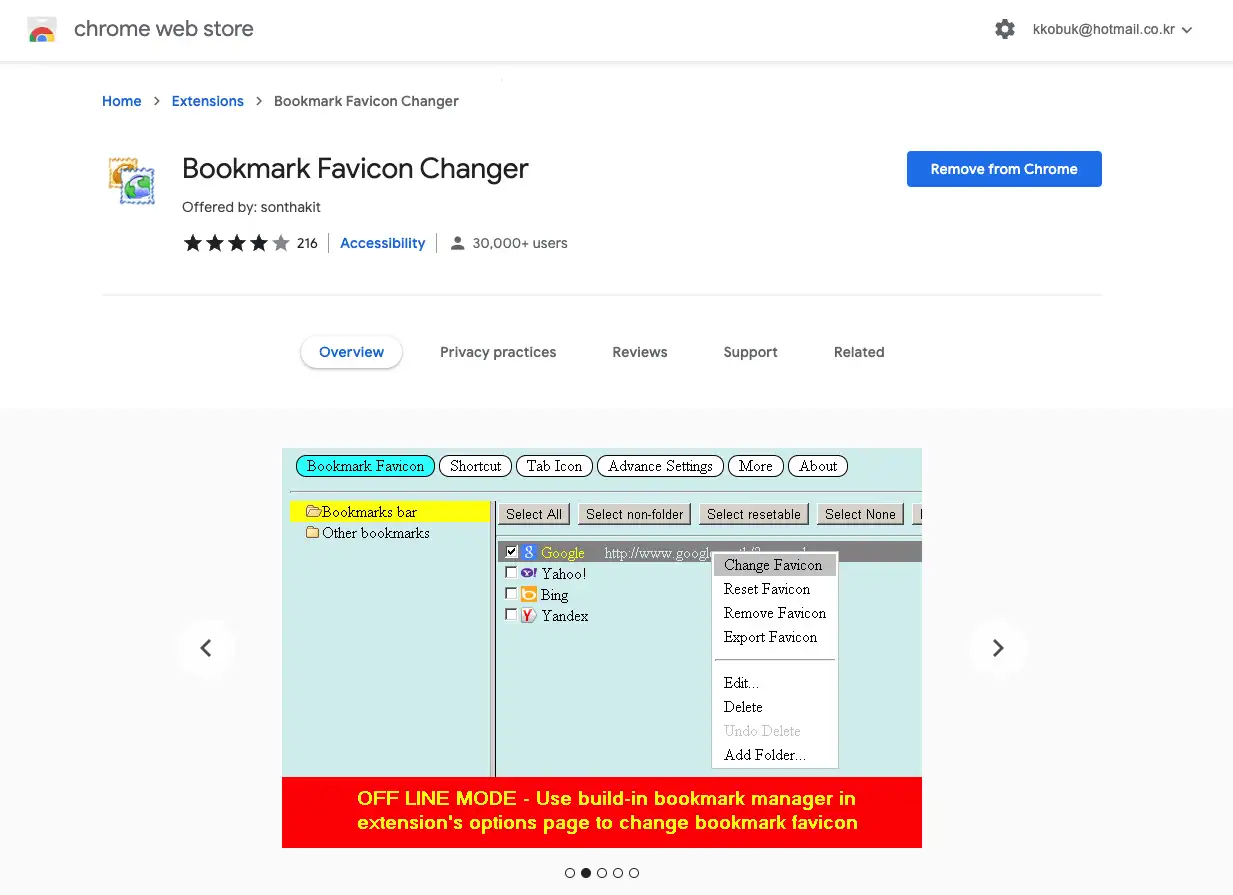 chrome web store
kkobuk@hotmail.co.kr
Home > Extensions > Bookmark Favicon Changer
Bookmark Favicon Changer
Remove from Chrome
Offered by: sonthakit
216 Accessibility 30,000+ users
Overview Privacy practices Reviews Support Related
Bookmark Favicon Shortcut Tab Icon Advance Settings More About
Bookmarks bar
Other bookmarks
Select All Select non-folder Select resetable Select None
Google http://www.google
Yahoo!
Bing
Yandex
Change Favicon
Reset Favicon
Remove Favicon
Export Favicon
Edit...
Delete
Undo Delete
Add Folder...
OFF LINE MODE - Use build-in bookmark manager in
extension's options page to change bookmark favicon